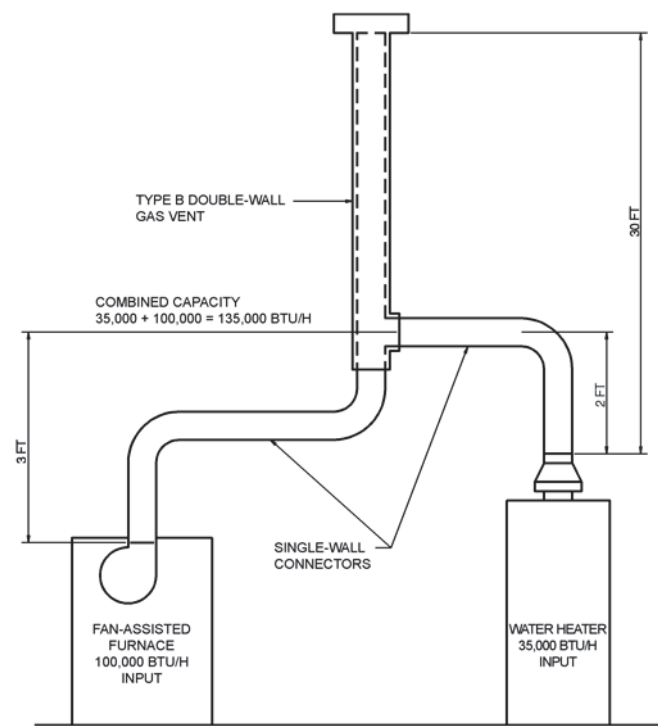 TYPE B DOUBLE-WALL
GAS VENT
30 FT
COMBINED CAPACITY
35,000 + 100,000 = 135,000 BTU/H
2 FT
3 FT
SINGLE-WALL
CONNECTORS
FAN-ASSISTED
FURNACE
100,000 BTU/H
INPUT
WATER HEATER
35,000 BTU/H
INPUT